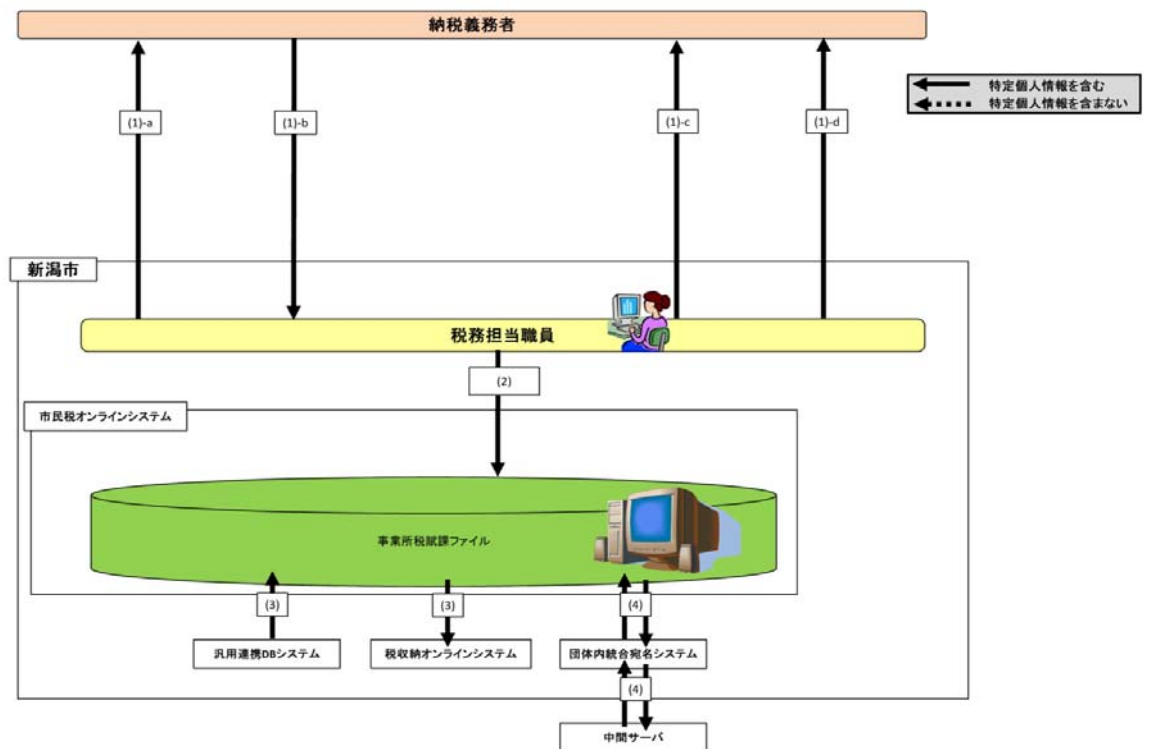 納税義務者
特定個人情報を含む
特定個人情報を含まない
(1)-a
(1)-b
(1)-c
(1)-d
新潟市
税務担当職員
(2)
市民税オンラインシステム
事業所税賦課ファイル
(3)
(3)
(4)
汎用連携DBシステム
税収納オンラインシステム
団体内統合宛名システム
(4)
中間サーバ